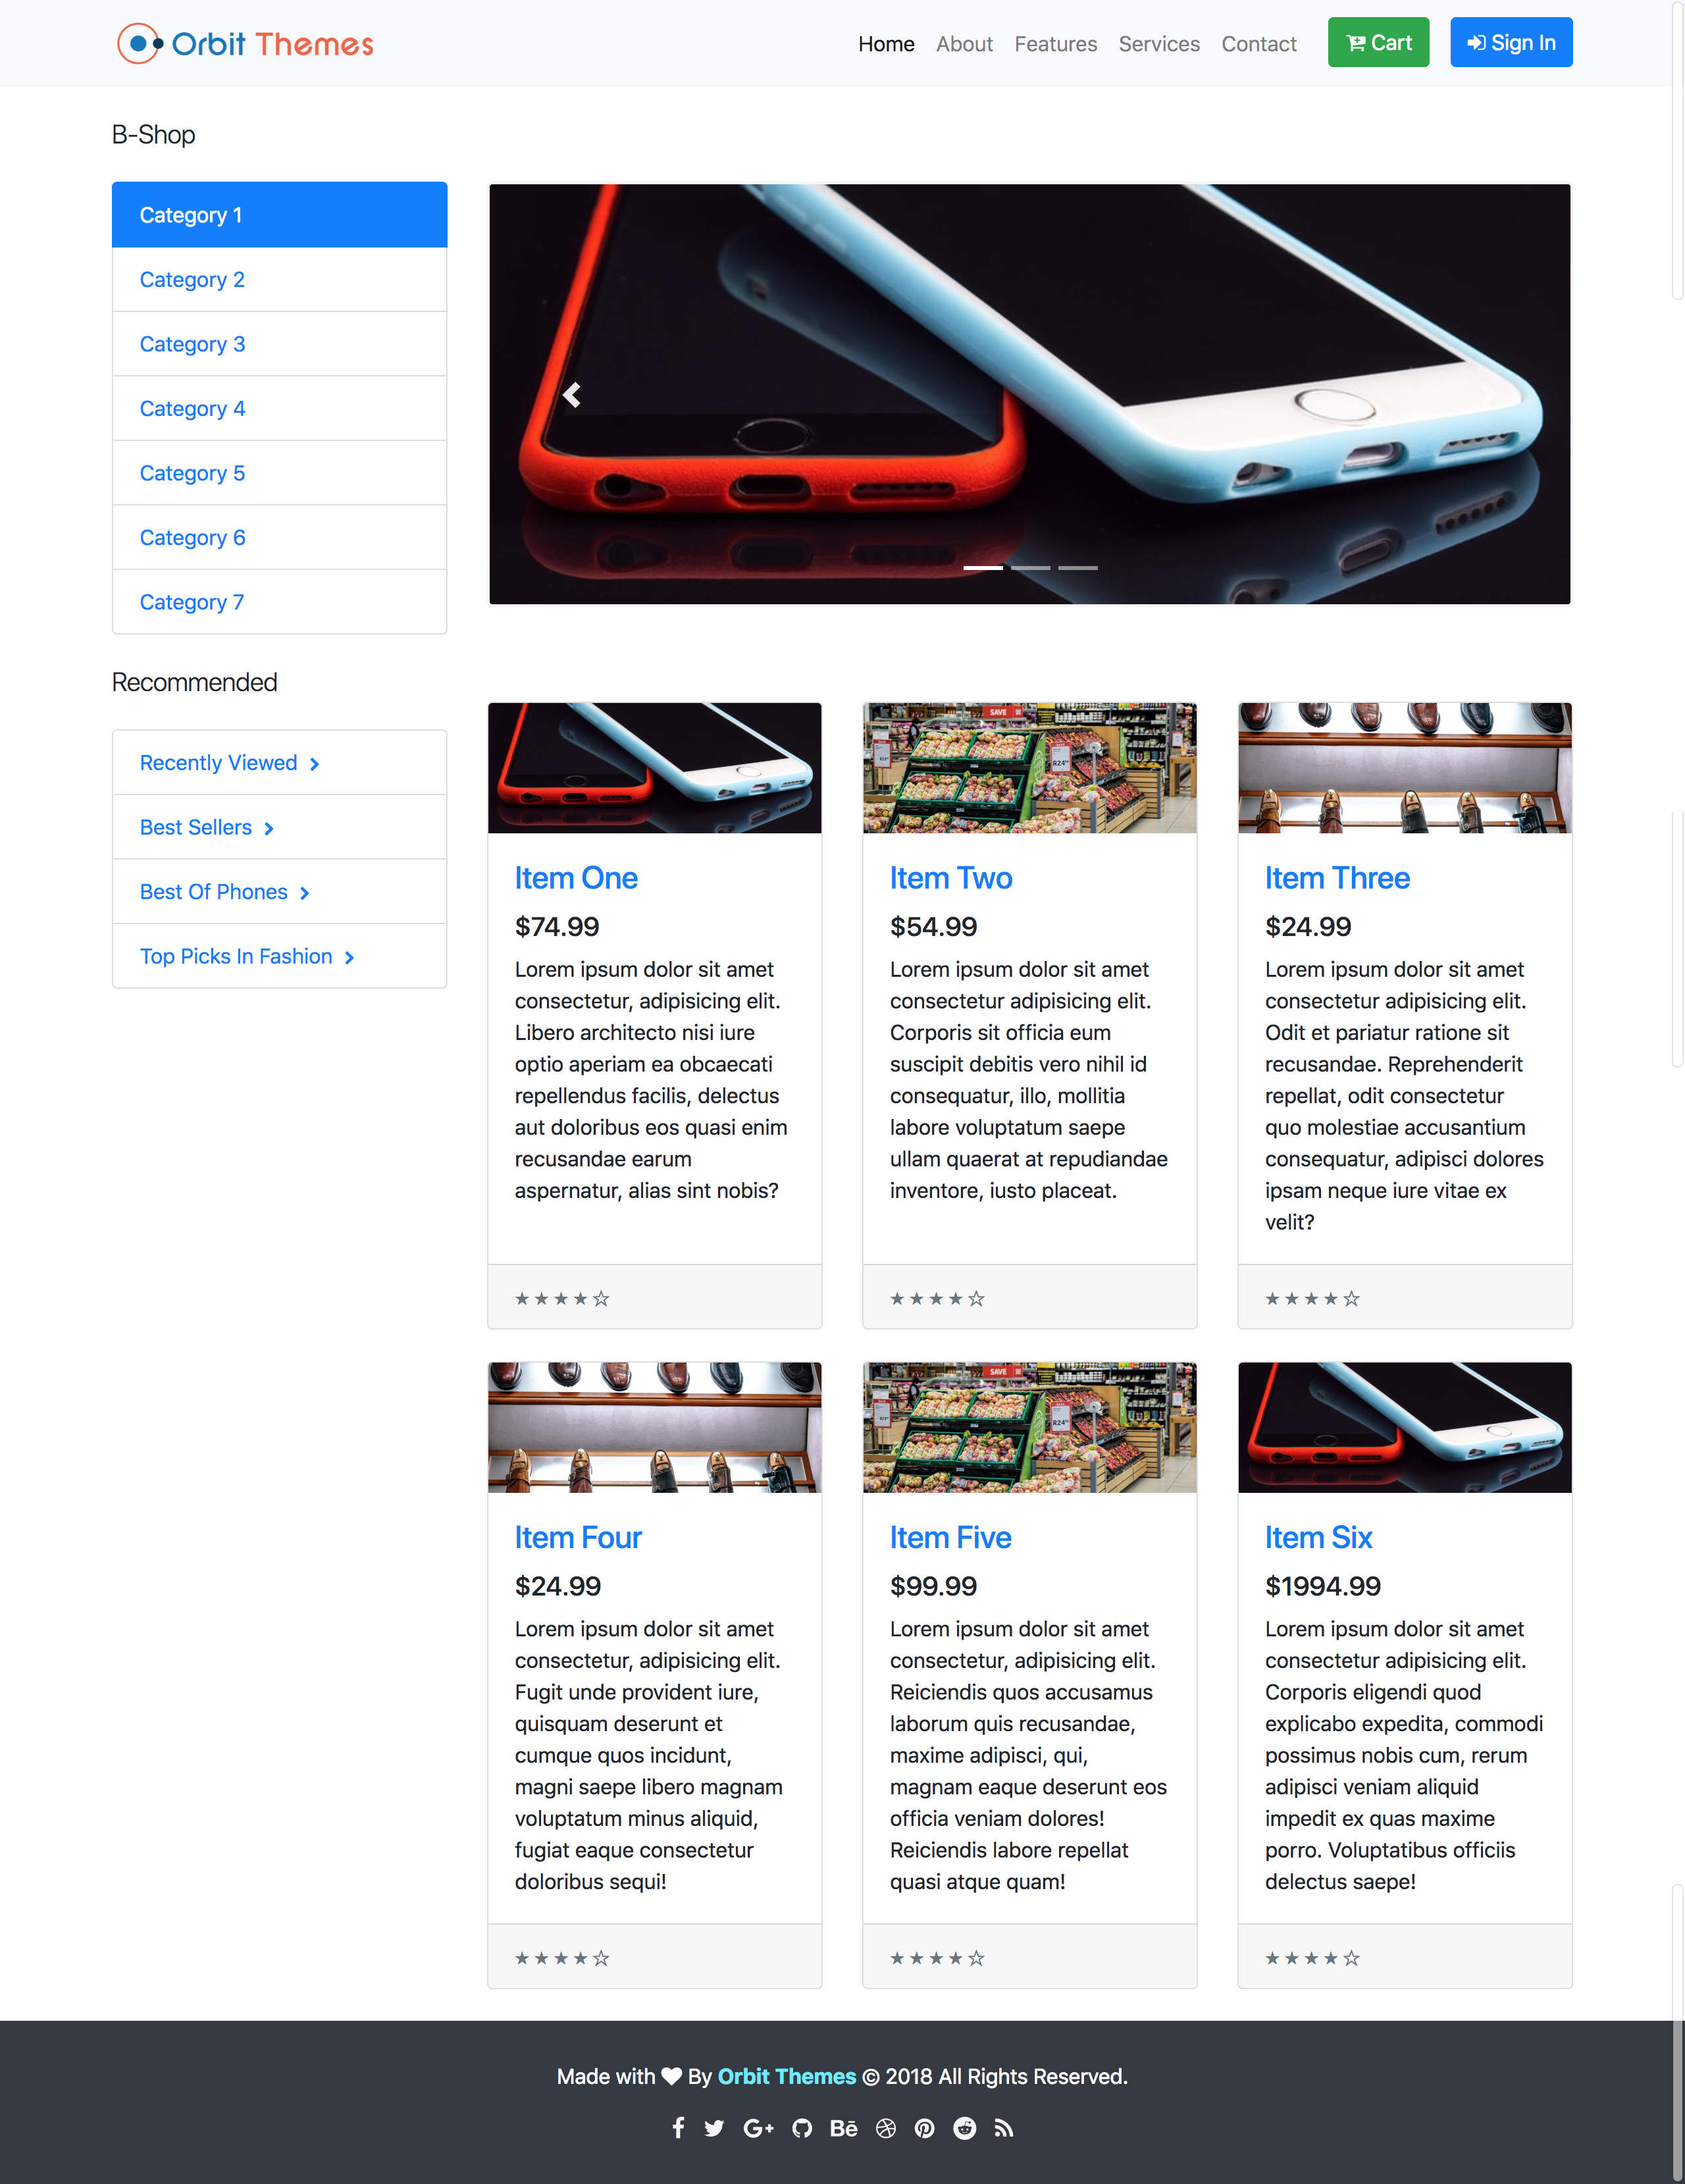 Orbit Themes
Home About Features Services Contact Cart Sign In
B-Shop
Category 1
Category 2
Category 3
Category 4
Category 5
Category 6
Category 7
Recommended
Recently Viewed
Best Sellers
Best Of Phones
Top Picks In Fashion
SAVE
R24
Item One
$74.99
Lorem ipsum dolor sit amet
consectetur, adipisicing elit.
Libero architecto nisi iure
optio aperiam ea obcaecati
repellendus facilis, delectus
aut doloribus eos quasi enim
recusandae earum
aspernatur, alias sint nobis?
★ ★ ★ ★ ☆
Item Two
$54.99
Lorem ipsum dolor sit amet
consectetur adipisicing elit.
Corporis sit officia eum
suscipit debitis vero nihil id
consequatur, illo, mollitia
labore voluptatum saepe
ullam quaerat at repudiandae
inventore, iusto placeat.
★ ★ ★ ★ ☆
Item Three
$24.99
Lorem ipsum dolor sit amet
consectetur adipisicing elit.
Odit et pariatur ratione sit
recusandae. Reprehenderit
repellat, odit consectetur
quo molestiae accusantium
consequatur, adipisci dolores
ipsam neque iure vitae ex
velit?
★ ★ ★ ★ ☆
Item Four
$24.99
Lorem ipsum dolor sit amet
consectetur, adipisicing elit.
Fugit unde provident iure,
quisquam deserunt et
cumque quos incidunt,
magni saepe libero magnam
voluptatum minus aliquid,
fugiat eaque consectetur
doloribus sequi!
★ ★ ★ ★ ☆
SAVE
R24
Item Five
$99.99
Lorem ipsum dolor sit amet
consectetur, adipisicing elit.
Reiciendis quos accusamus
laborum quis recusandae,
maxime adipisci, qui,
magnam eaque deserunt eos
officia veniam dolores!
Reiciendis labore repellat
quasi atque quam!
★ ★ ★ ★ ☆
Item Six
$1994.99
Lorem ipsum dolor sit amet
consectetur adipisicing elit.
Corporis eligendi quod
explicabo expedita, commodi
possimus nobis cum, rerum
adipisci veniam aliquid
impedit ex quas maxime
porro. Voluptatibus officiis
delectus saepe!
★ ★ ★ ★ ☆
Made with ♥ By Orbit Themes © 2018 All Rights Reserved.